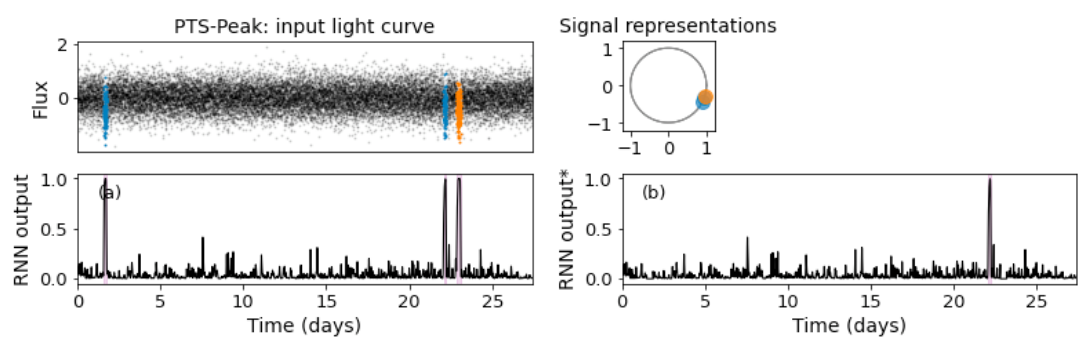 PTS-Peak: input light curve
Signal representations
Flux
2
0
1
0
−1
−1 0 1
RNN output
1.0
0.5
0.0
(a)
0 5 10 15 20 25
Time (days)
RNN output*
1.0
0.5
0.0
(b)
0 5 10 15 20 25
Time (days)